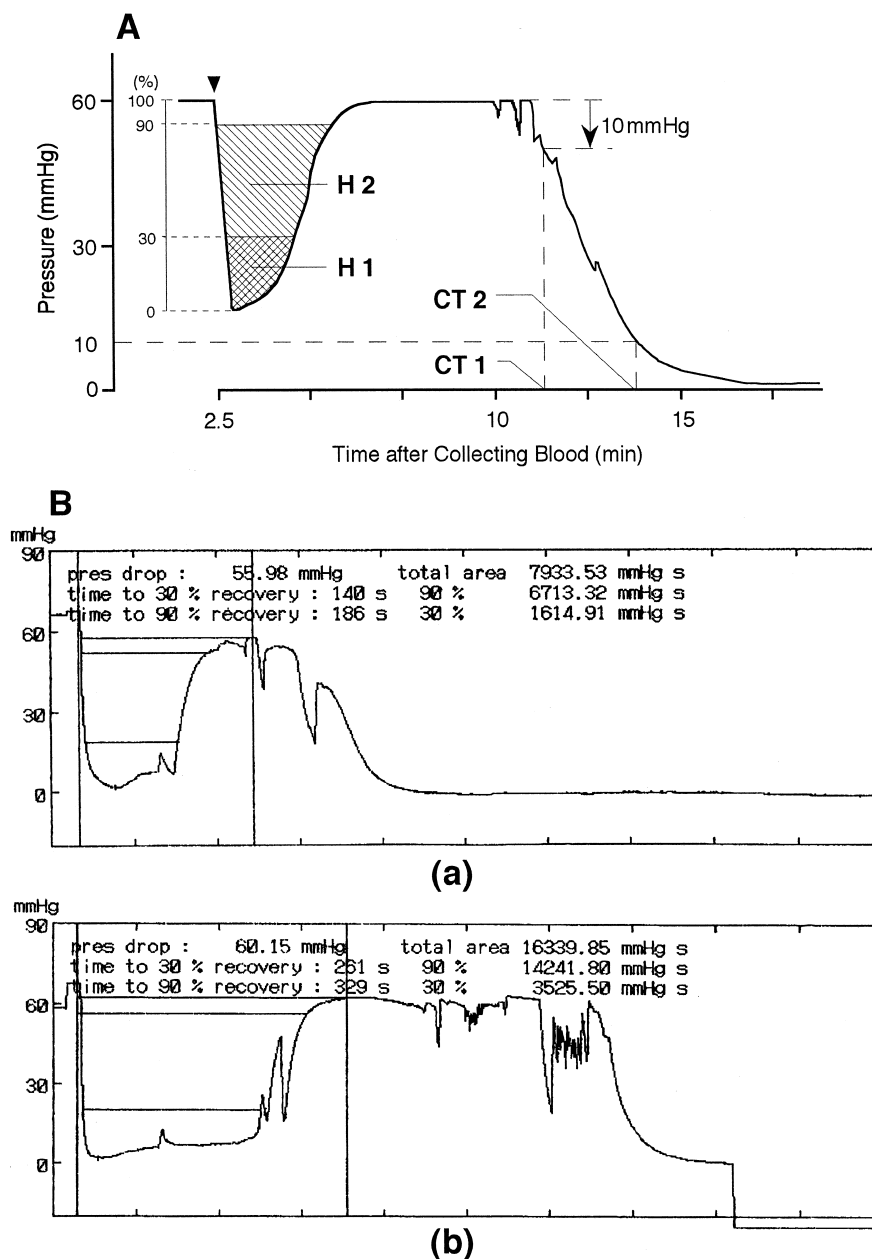 A
(%)
100
90
30
0
60
30
10
0
Pressure (mmHg)
H 2
H 1
10 mmHg
CT 2
CT 1
2.5
10
15
Time after Collecting Blood (min)
B
mmHg
90
60
30
0
pres drop : 55.98 mmHg total area 7933.53 mmHg s
time to 30 % recovery : 140 s 90 % 6713.32 mmHg s
time to 90 % recovery : 186 s 30 % 1614.91 mmHg s
(a)
mmHg
90
60
30
0
pres drop : 60.15 mmHg total area 16339.85 mmHg s
time to 30 % recovery : 261 s 90 % 14241.80 mmHg s
time to 90 % recovery : 329 s 30 % 3525.50 mmHg s
(b)